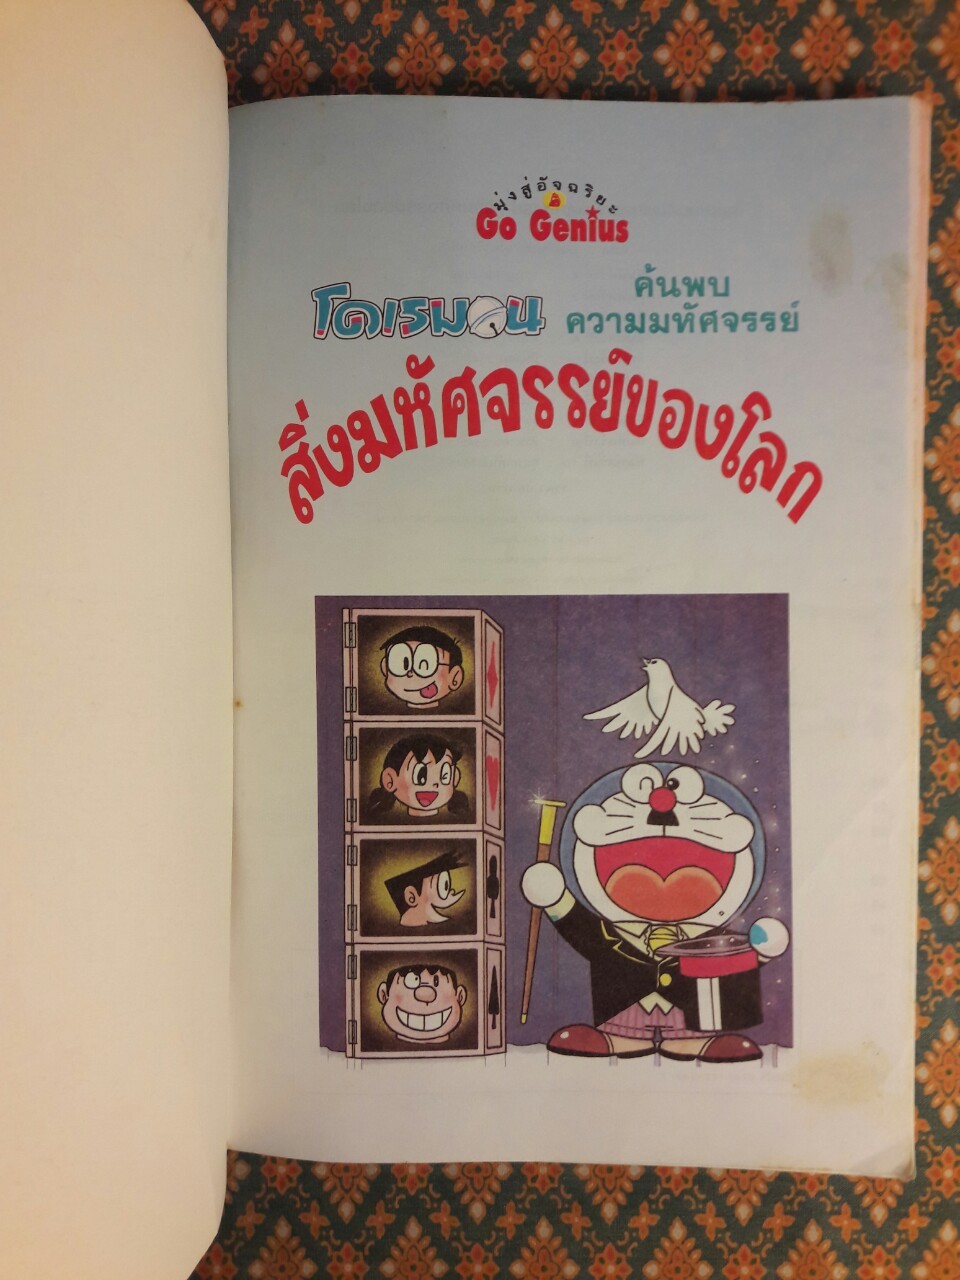 มุ่งสู่อัจฉริยะ
Go Genius
โดเรมอน
ค้นพบ
ความมหัศจรรย์
สิ่งมหัศจรรย์ของโลก